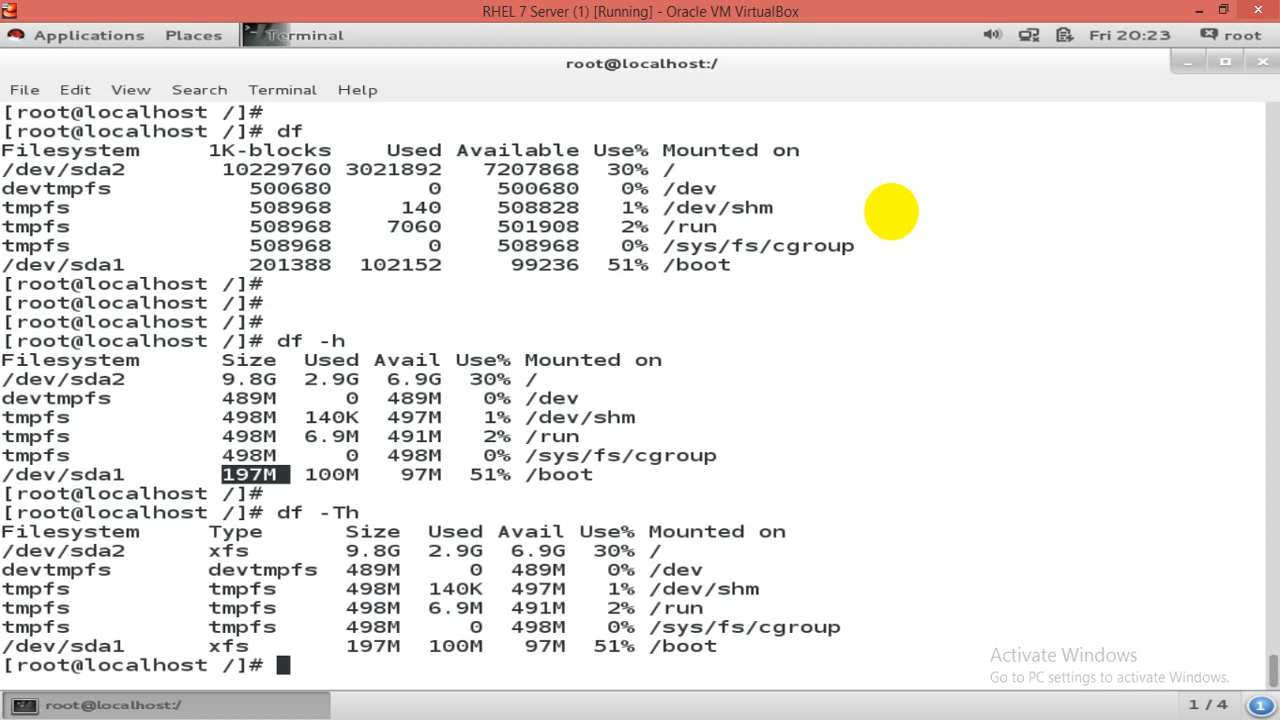 RHEL 7 Server (1) [Running] - Oracle VM VirtualBox
Applications Places Terminal Fri 20:23 root
root@localhost:/
File Edit View Search Terminal Help
[root@localhost /]#
[root@localhost /]# df
Filesystem 1K-blocks Used Available Use% Mounted on
/dev/sda2 10229760 3021892 7207868 30% /
devtmpfs 500680 0 500680 0% /dev
tmpfs 508968 140 508828 1% /dev/shm
tmpfs 508968 7060 501908 2% /run
tmpfs 508968 0 508968 0% /sys/fs/cgroup
/dev/sda1 201388 102152 99236 51% /boot
[root@localhost /]#
[root@localhost /]#
[root@localhost /]#
[root@localhost /]# df -h
Filesystem Size Used Avail Use% Mounted on
/dev/sda2 9.8G 2.9G 6.9G 30% /
devtmpfs 489M 0 489M 0% /dev
tmpfs 498M 140K 497M 1% /dev/shm
tmpfs 498M 6.9M 491M 2% /run
tmpfs 498M 0 498M 0% /sys/fs/cgroup
/dev/sda1 197M 100M 97M 51% /boot
[root@localhost /]#
[root@localhost /]# df -Th
Filesystem Type Size Used Avail Use% Mounted on
/dev/sda2 xfs 9.8G 2.9G 6.9G 30% /
devtmpfs devtmpfs 489M 0 489M 0% /dev
tmpfs tmpfs 498M 140K 497M 1% /dev/shm
tmpfs tmpfs 498M 6.9M 491M 2% /run
tmpfs tmpfs 498M 0 498M 0% /sys/fs/cgroup
/dev/sda1 xfs 197M 100M 97M 51% /boot
[root@localhost /]#
Activate Windows
Go to PC settings to activate Windows.
root@localhost:/ 1 / 4 1